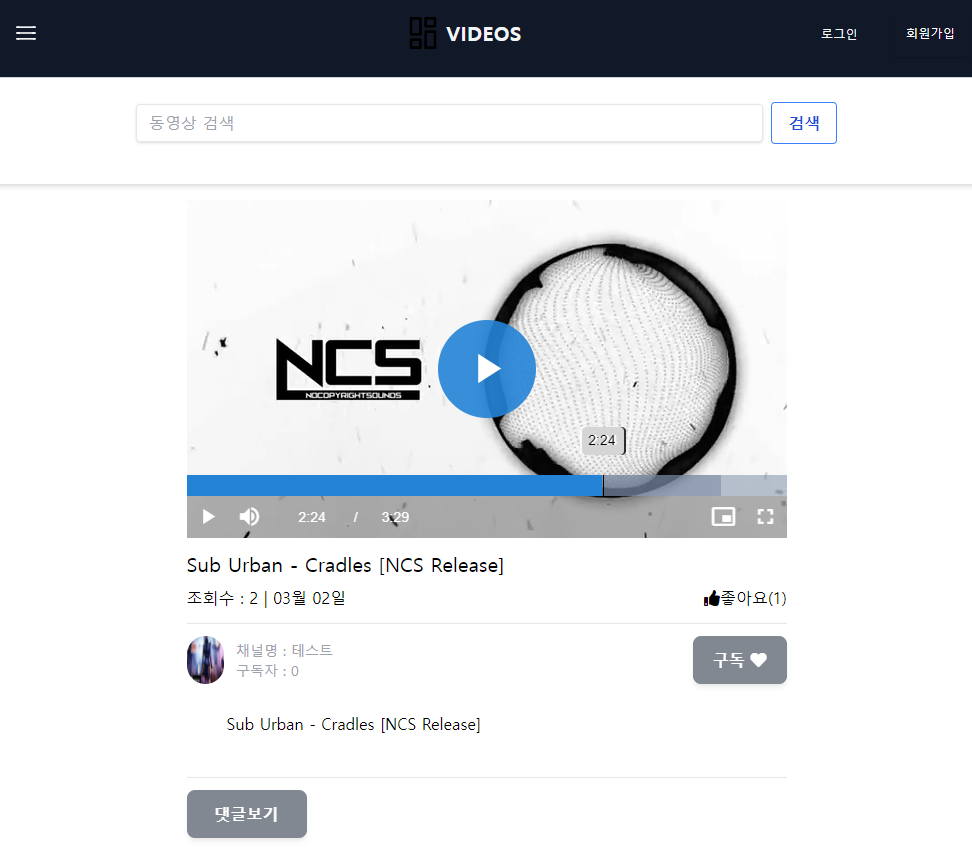 VIDEOS
로그인 회원가입
동영상 검색 검색
NCS
NOCOPYRIGHTSOUNDS
2:24
2:24 / 3:29
Sub Urban - Cradles [NCS Release]
조회수 : 2 | 03월 02일 좋아요(1)
채널명 : 테스트
구독자 : 0
구독
Sub Urban - Cradles [NCS Release]
댓글보기